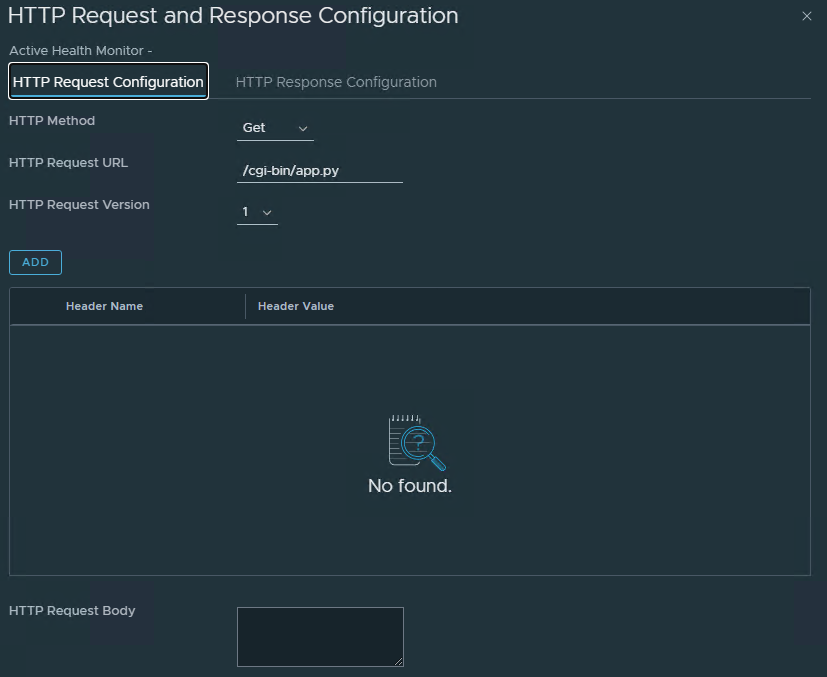 HTTP Request and Response Configuration
Active Health Monitor -
HTTP Request Configuration HTTP Response Configuration
HTTP Method Get
HTTP Request URL /cgi-bin/app.py
HTTP Request Version 1
ADD
Header Name Header Value
?
No found.
HTTP Request Body